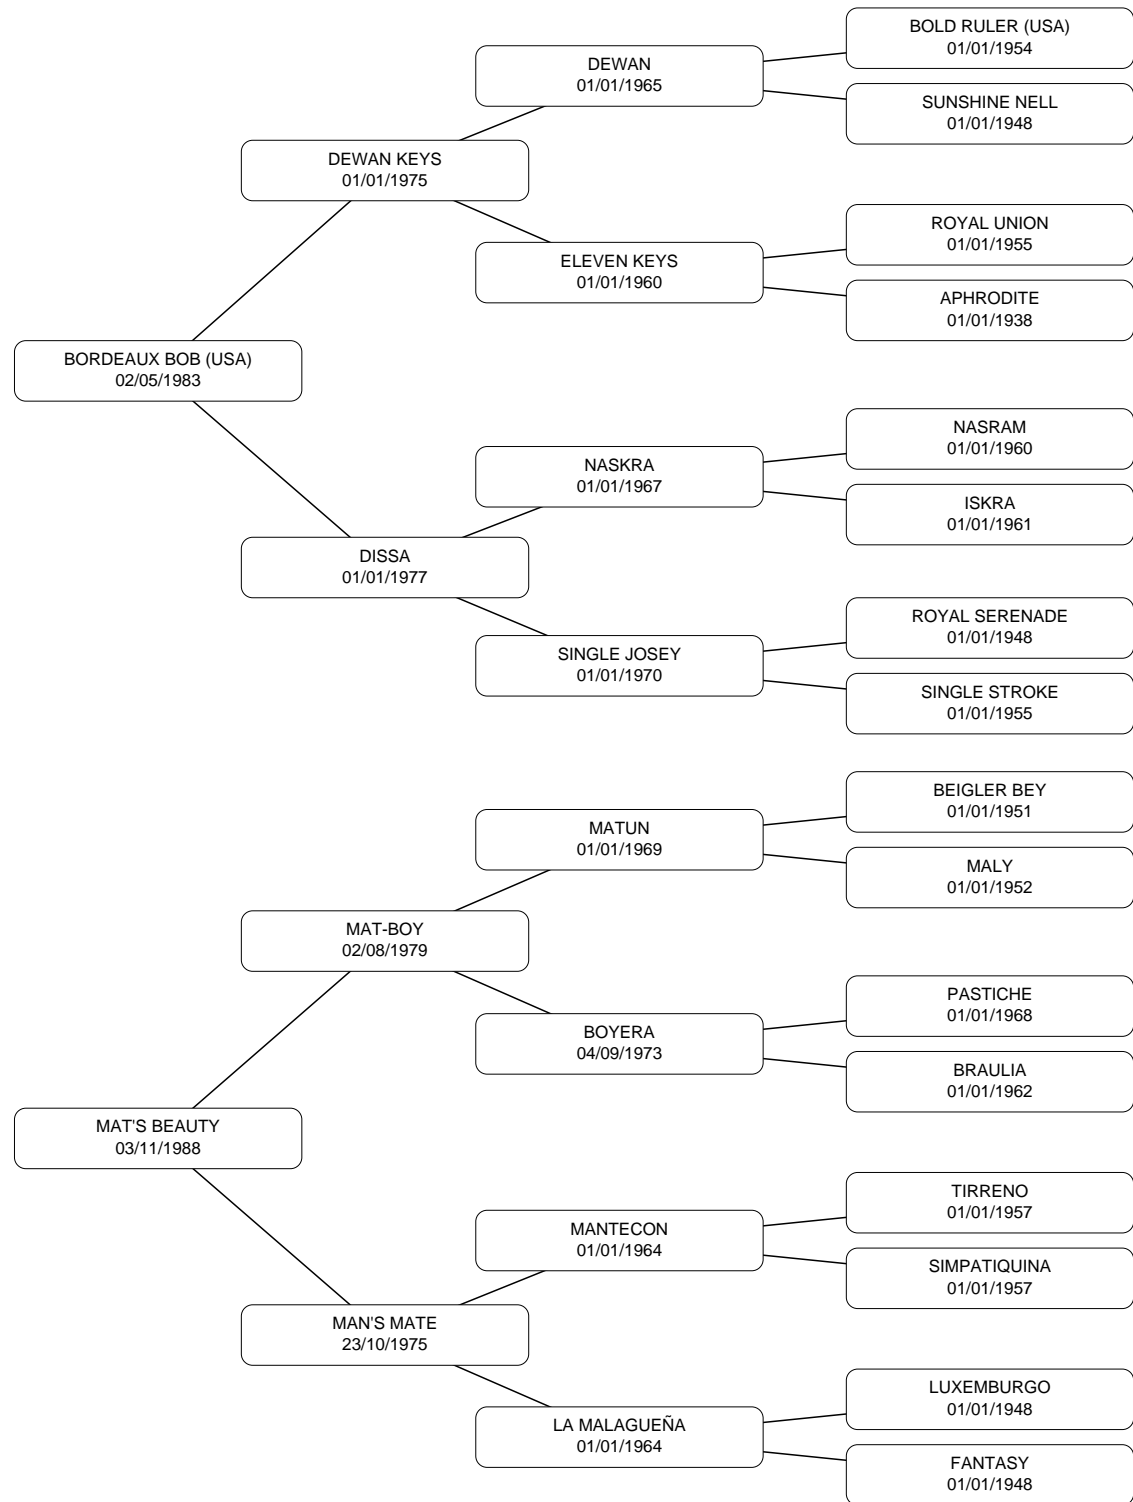 BOLD RULER (USA)
01/01/1954
DEWAN
01/01/1965
SUNSHINE NELL
01/01/1948
DEWAN KEYS
01/01/1975
ROYAL UNION
01/01/1955
ELEVEN KEYS
01/01/1960
APHRODITE
01/01/1938
BORDEAUX BOB (USA)
02/05/1983
NASRAM
01/01/1960
NASKRA
01/01/1967
ISKRA
01/01/1961
DISSA
01/01/1977
ROYAL SERENADE
01/01/1948
SINGLE JOSEY
01/01/1970
SINGLE STROKE
01/01/1955
BEIGLER BEY
01/01/1951
MATUN
01/01/1969
MALY
01/01/1952
MAT-BOY
02/08/1979
PASTICHE
01/01/1968
BOYERA
04/09/1973
BRAULIA
01/01/1962
MAT'S BEAUTY
03/11/1988
TIRRENO
01/01/1957
MANTECON
01/01/1964
SIMPATIQUINA
01/01/1957
MAN'S MATE
23/10/1975
LUXEMBURGO
01/01/1948
LA MALAGUEÑA
01/01/1964
FANTASY
01/01/1948